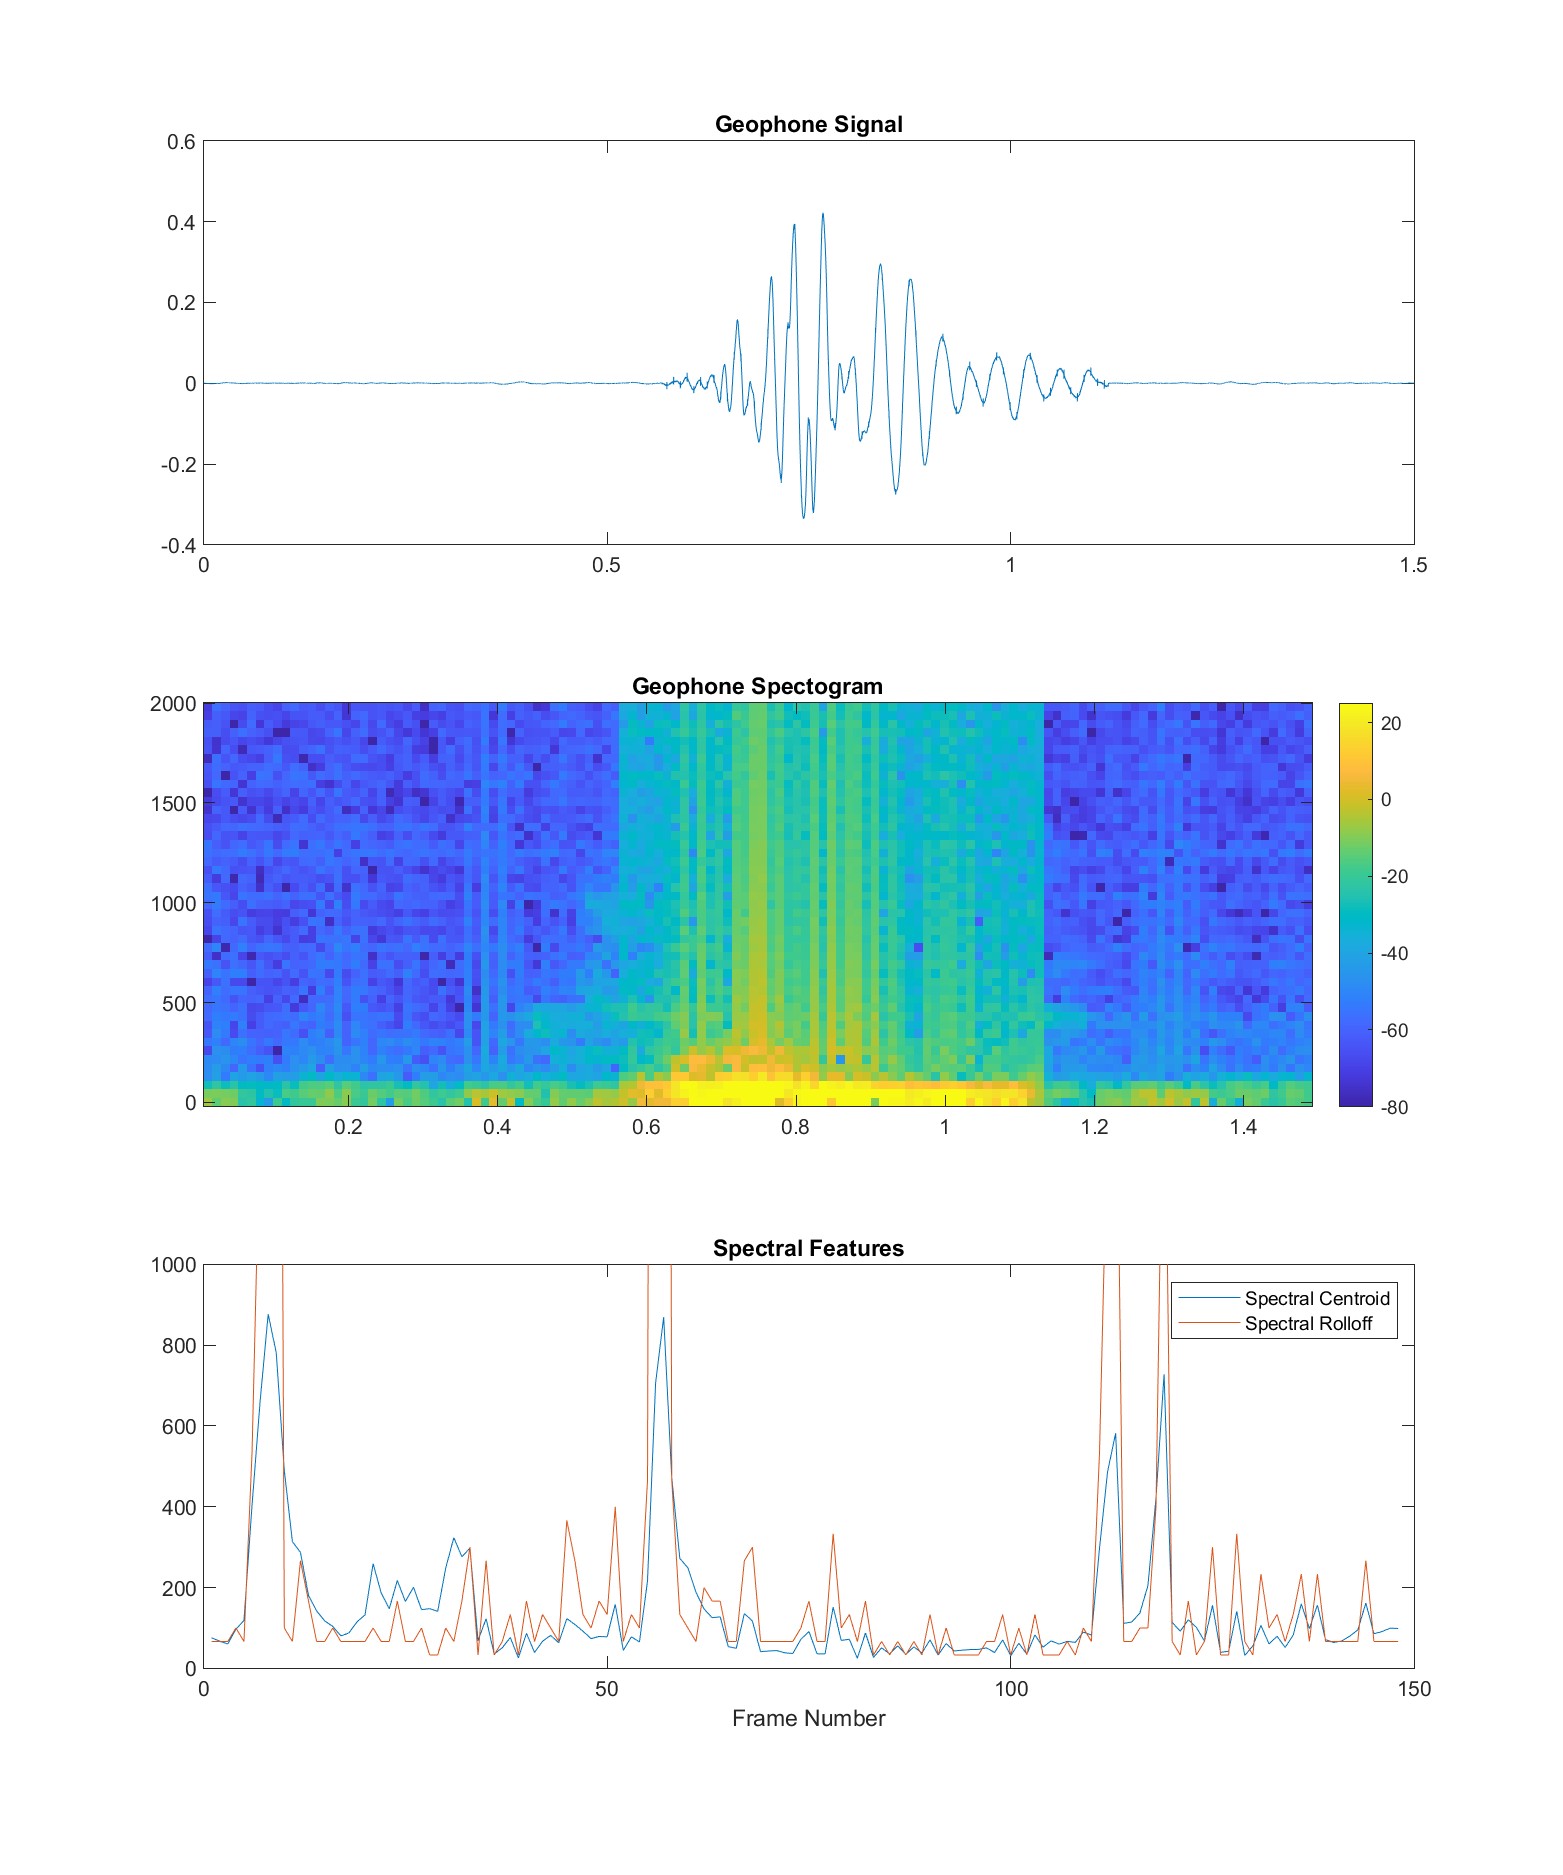 Geophone Signal
0.6
0.4
0.2
0
-0.2
-0.4
0 0.5 1 1.5
Geophone Spectogram
2000
1500
1000
500
0
0.2 0.4 0.6 0.8 1 1.2 1.4
20
0
-20
-40
-60
-80
Spectral Features
1000
800
600
400
200
0
Spectral Centroid
Spectral Rolloff
0 50 100 150
Frame Number